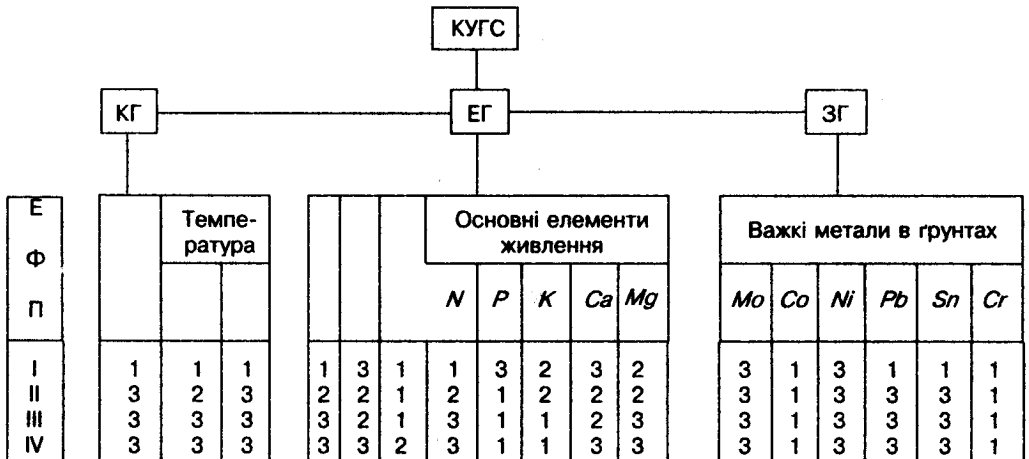 КУГС
КГ ЕГ ЗГ
Е
Ф
П
Темпе-
ратура
Основні елементи
живлення
Важкі метали в ґрунтах
N P K Ca Mg Mo Co Ni Pb Sn Cr
I 1 1 1 1 3 1 1 3 2 3 2 3 1 3 1 1 1
II 3 2 3 2 2 1 2 1 2 2 2 3 1 3 3 3 1
III 3 3 3 3 2 1 3 1 1 2 3 3 1 3 3 3 1
IV 3 3 3 3 3 2 3 1 1 3 3 3 1 3 3 3 1